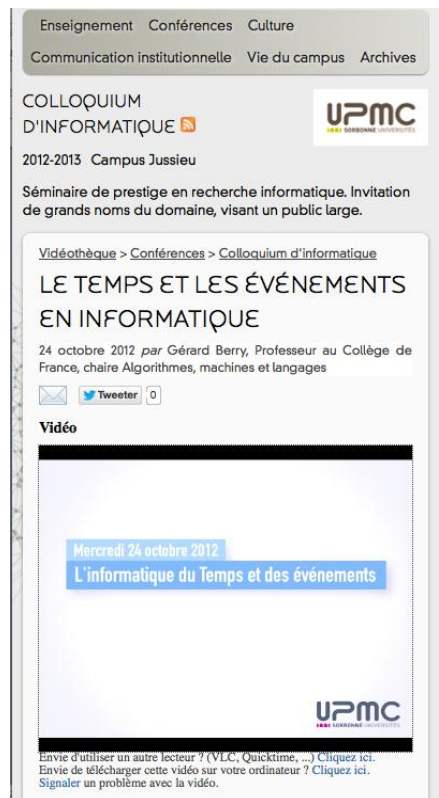 Enseignement Conférences Culture
Communication institutionnelle Vie du campus Archives
COLLOQUIUM
D'INFORMATIQUE
UPMC
SORBONNE UNIVERSITÉS
2012-2013 Campus Jussieu
Séminaire de prestige en recherche informatique. Invitation
de grands noms du domaine, visant un public large.
Vidéothèque > Conférences > Colloquium d'informatique
LE TEMPS ET LES ÉVÉNEMENTS
EN INFORMATIQUE
24 octobre 2012 par Gérard Berry, Professeur au Collège de
France, chaire Algorithmes, machines et langages
Tweeter 0
Vidéo
Mercredi 24 octobre 2012
L'informatique du Temps et des événements
UPMC
SORBONNE UNIVERSITÉS
Envie d'utiliser un autre lecteur ? (VLC, Quicktime, ...) Cliquez ici.
Envie de télécharger cette vidéo sur votre ordinateur ? Cliquez ici.
Signaler un problème avec la vidéo.